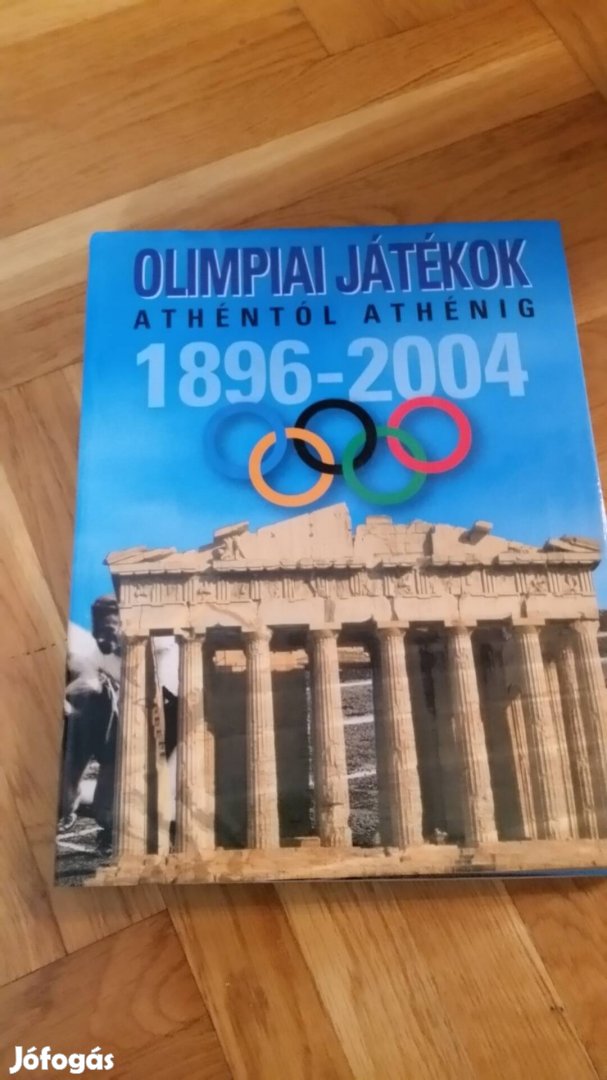 OLIMPIAI JÁTÉKOK
ATHÉNTÓL ATHÉNIG
1896-2004
Jófogás